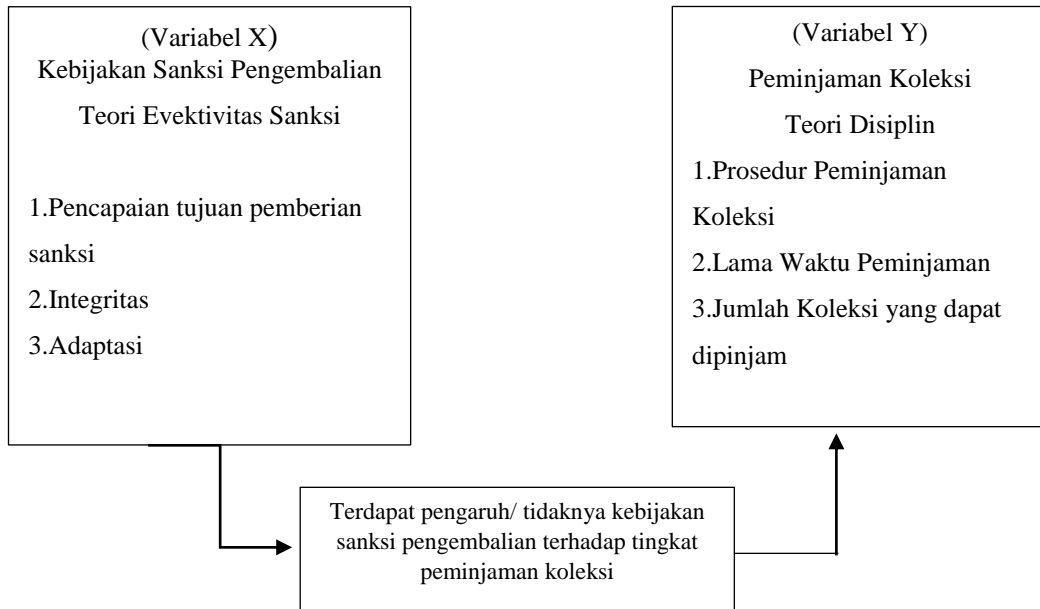 (Variabel X)
Kebijakan Sanksi Pengembalian
Teori Evektivitas Sanksi
1.Pencapaian tujuan pemberian
sanksi
2.Integritas
3.Adaptasi
(Variabel Y)
Peminjaman Koleksi
Teori Disiplin
1.Prosedur Peminjaman
Koleksi
2.Lama Waktu Peminjaman
3.Jumlah Koleksi yang dapat
dipinjam
Terdapat pengaruh/ tidaknya kebijakan
sanksi pengembalian terhadap tingkat
peminjaman koleksi